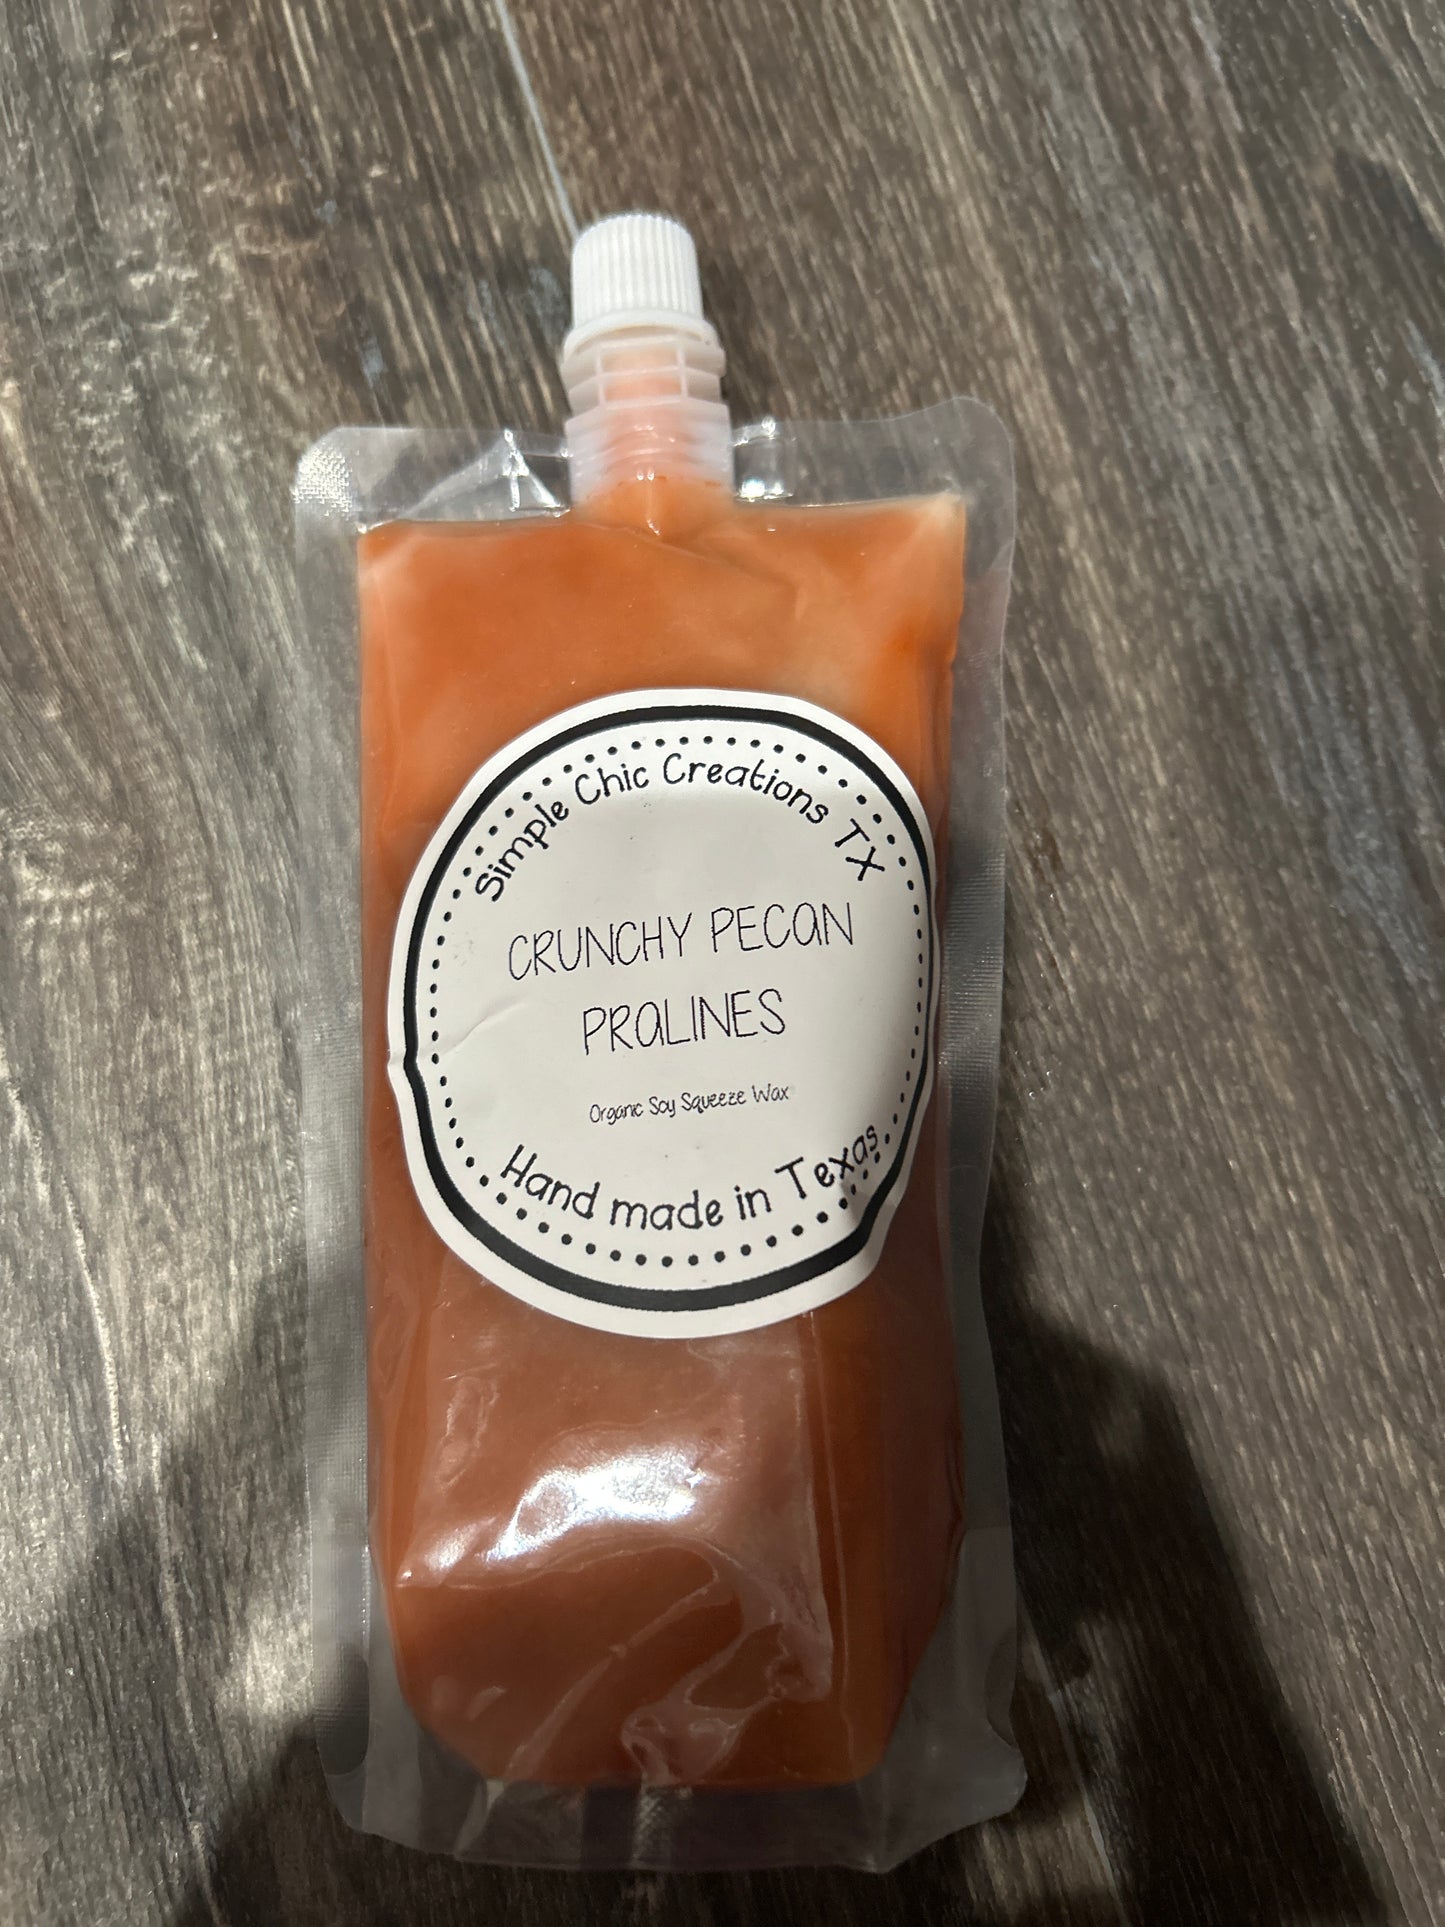 Simple Chic Creations TX
CRUNCHY PECAN
PRALINES
Organic Soy Squeeze Wax
Hand made in Texas